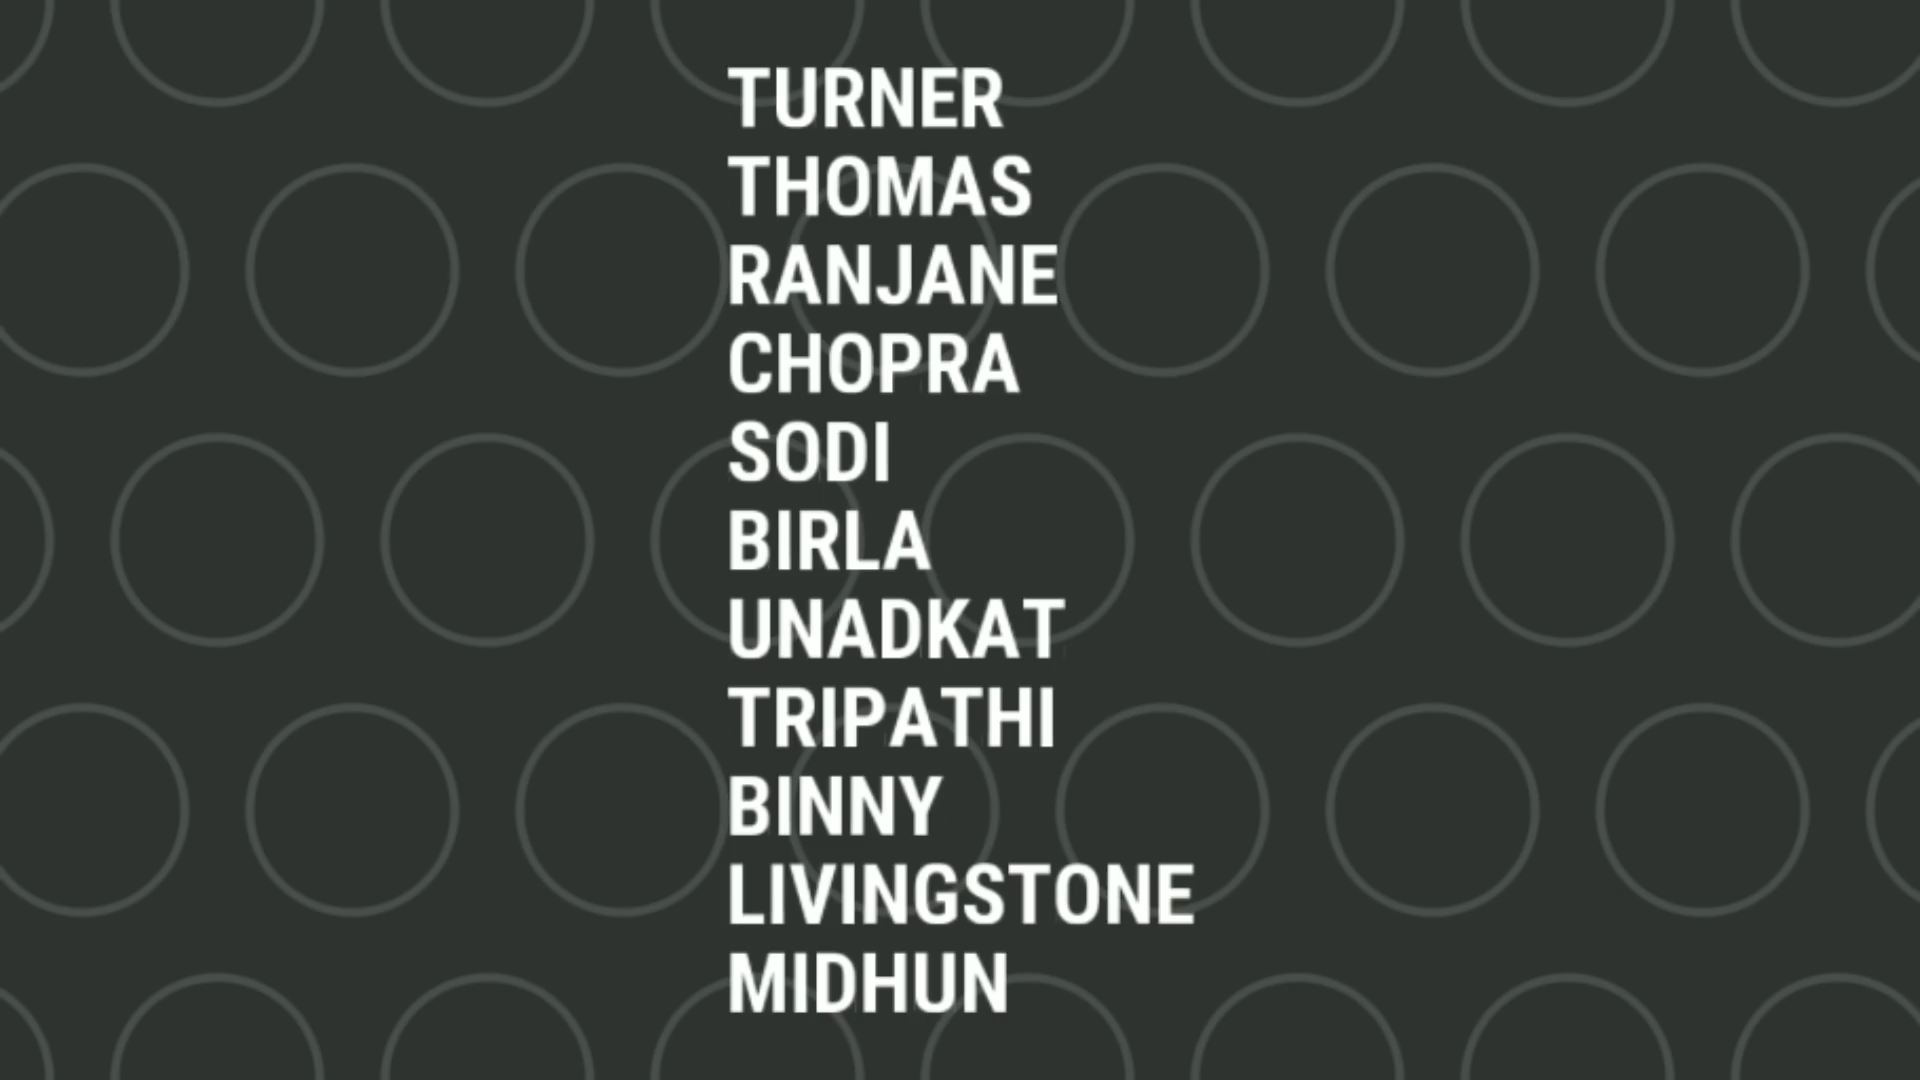 TURNER
THOMAS
RANJANE
CHOPRA
SODI
BIRLA
UNADKAT
TRIPATHI
BINNY
LIVINGSTONE
MIDHUN